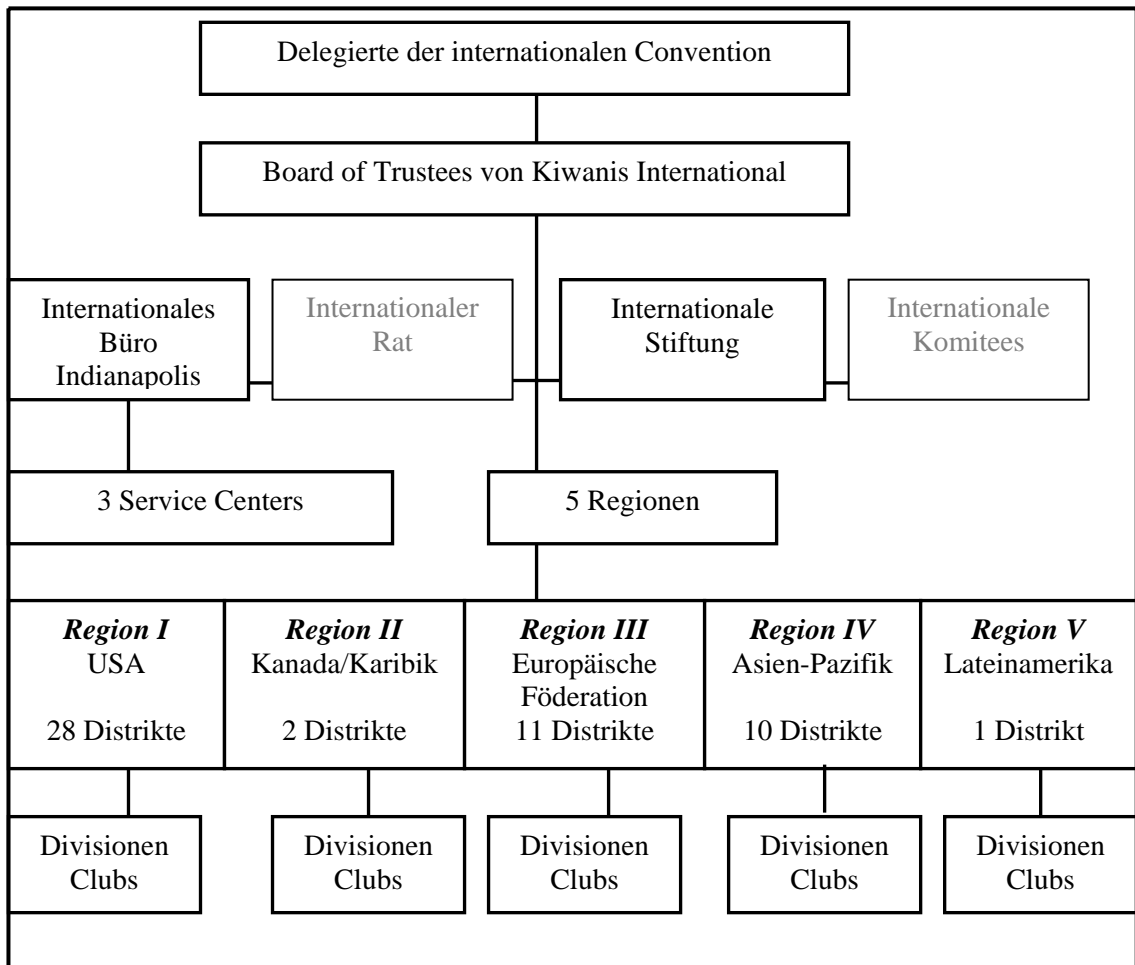 Delegierte der internationalen Convention
Board of Trustees von Kiwanis International
Internationales
Büro
Indianapolis
Internationaler
Rat
Internationale
Stiftung
Internationale
Komitees
3 Service Centers
5 Regionen
Region I
USA
28 Distrikte
Region II
Kanada/Karibik
2 Distrikte
Region III
Europäische
Föderation
11 Distrikte
Region IV
Asien-Pazifik
10 Distrikte
Region V
Lateinamerika
1 Distrikt
Divisionen
Clubs
Divisionen
Clubs
Divisionen
Clubs
Divisionen
Clubs
Divisionen
Clubs